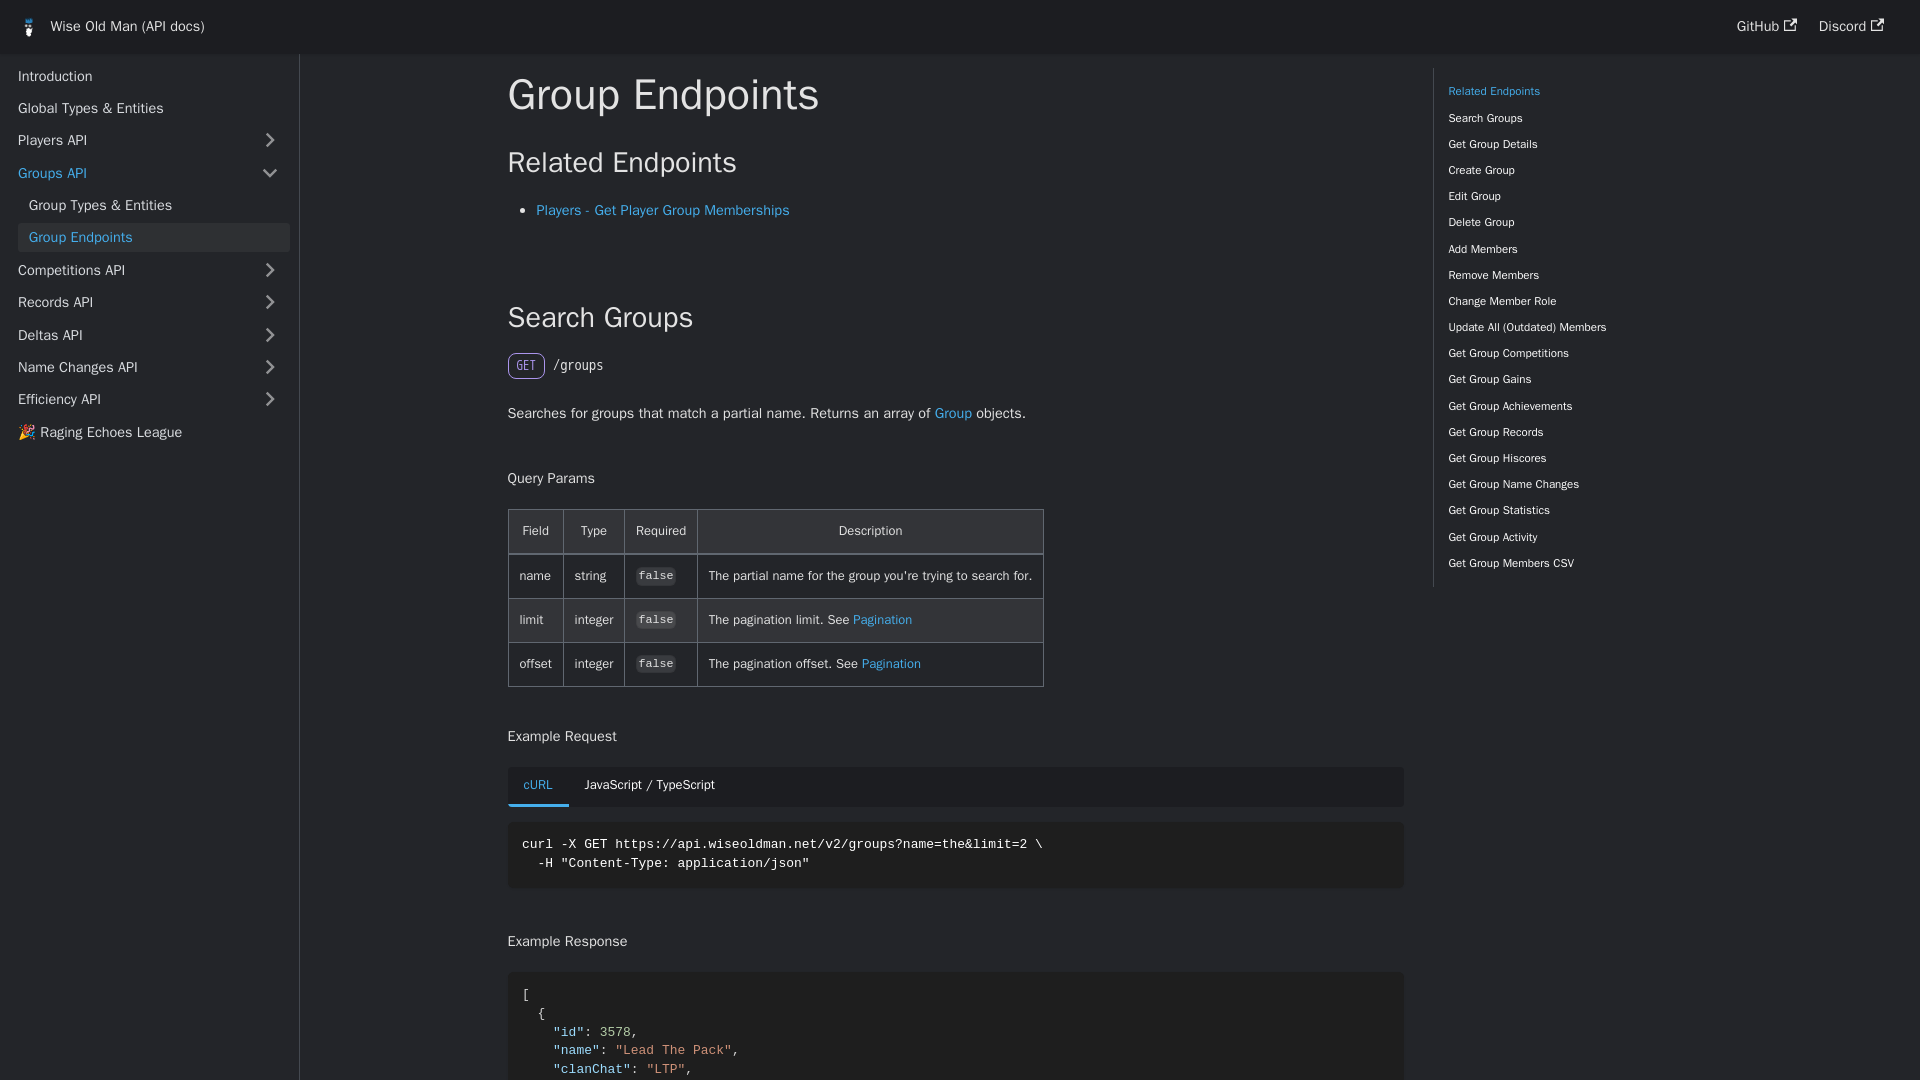 Wise Old Man (API docs)
GitHub
Discord
Introduction
Global Types & Entities
Players API
Groups API
Group Types & Entities
Group Endpoints
Competitions API
Records API
Deltas API
Name Changes API
Efficiency API
🎉 Raging Echoes League
Group Endpoints
Related Endpoints
• Players - Get Player Group Memberships
Search Groups
GET /groups
Searches for groups that match a partial name. Returns an array of Group objects.
Query Params
Field Type Required Description
name string false The partial name for the group you're trying to search for.
limit integer false The pagination limit. See Pagination
offset integer false The pagination offset. See Pagination
Example Request
cURL JavaScript / TypeScript
curl -X GET https://api.wiseoldman.net/v2/groups?name=the&limit=2 \
  -H "Content-Type: application/json"
Example Response
[
  {
    "id": 3578,
    "name": "Lead The Pack",
    "clanChat": "LTP",
Related Endpoints
Search Groups
Get Group Details
Create Group
Edit Group
Delete Group
Add Members
Remove Members
Change Member Role
Update All (Outdated) Members
Get Group Competitions
Get Group Gains
Get Group Achievements
Get Group Records
Get Group Hiscores
Get Group Name Changes
Get Group Statistics
Get Group Activity
Get Group Members CSV